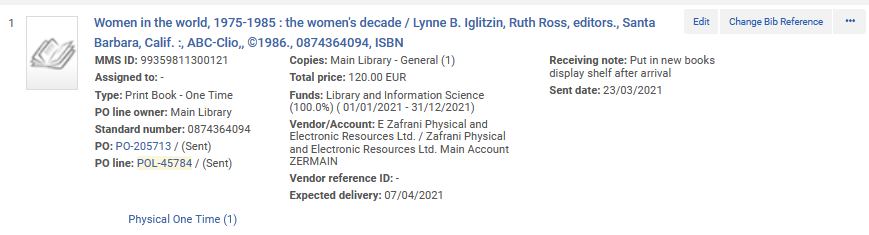 1
Women in the world, 1975-1985 : the women's decade / Lynne B. Iglitzin, Ruth Ross, editors., Santa
Barbara, Calif. :, ABC-Clio,, ©1986., 0874364094, ISBN
Edit
Change Bib Reference
•••
MMS ID: 99359811300121
Assigned to: -
Type: Print Book - One Time
PO line owner: Main Library
Standard number: 0874364094
PO: PO-205713 / (Sent)
PO line: POL-45784 / (Sent)
Copies: Main Library - General (1)
Total price: 120.00 EUR
Funds: Library and Information Science
(100.0%) ( 01/01/2021 - 31/12/2021)
Vendor/Account: E Zafrani Physical and
Electronic Resources Ltd. / Zafrani Physical
and Electronic Resources Ltd. Main Account
ZERMAIN
Vendor reference ID: -
Expected delivery: 07/04/2021
Receiving note: Put in new books
display shelf after arrival
Sent date: 23/03/2021
Physical One Time (1)